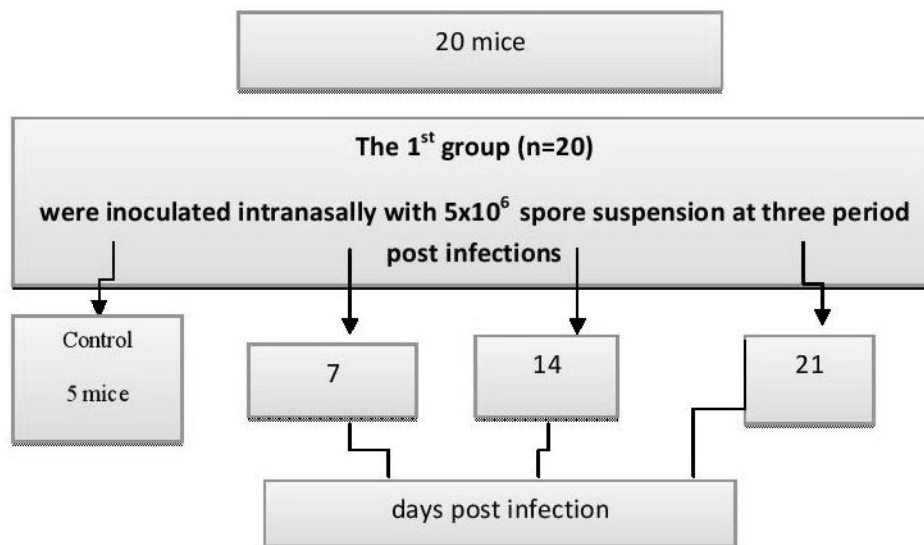 20 mice
The 1st group (n=20)
were inoculated intranasally with 5x10⁶ spore suspension at three period
post infections
Control
5 mice
7
14
21
days post infection